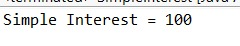 Simple Interest = 100